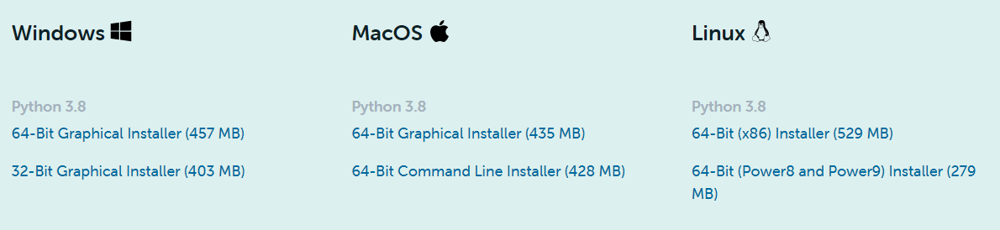 Windows
Python 3.8
64-Bit Graphical Installer (457 MB)
32-Bit Graphical Installer (403 MB)
MacOS
Python 3.8
64-Bit Graphical Installer (435 MB)
64-Bit Command Line Installer (428 MB)
Linux
Python 3.8
64-Bit (x86) Installer (529 MB)
64-Bit (Power8 and Power9) Installer (279
MB)